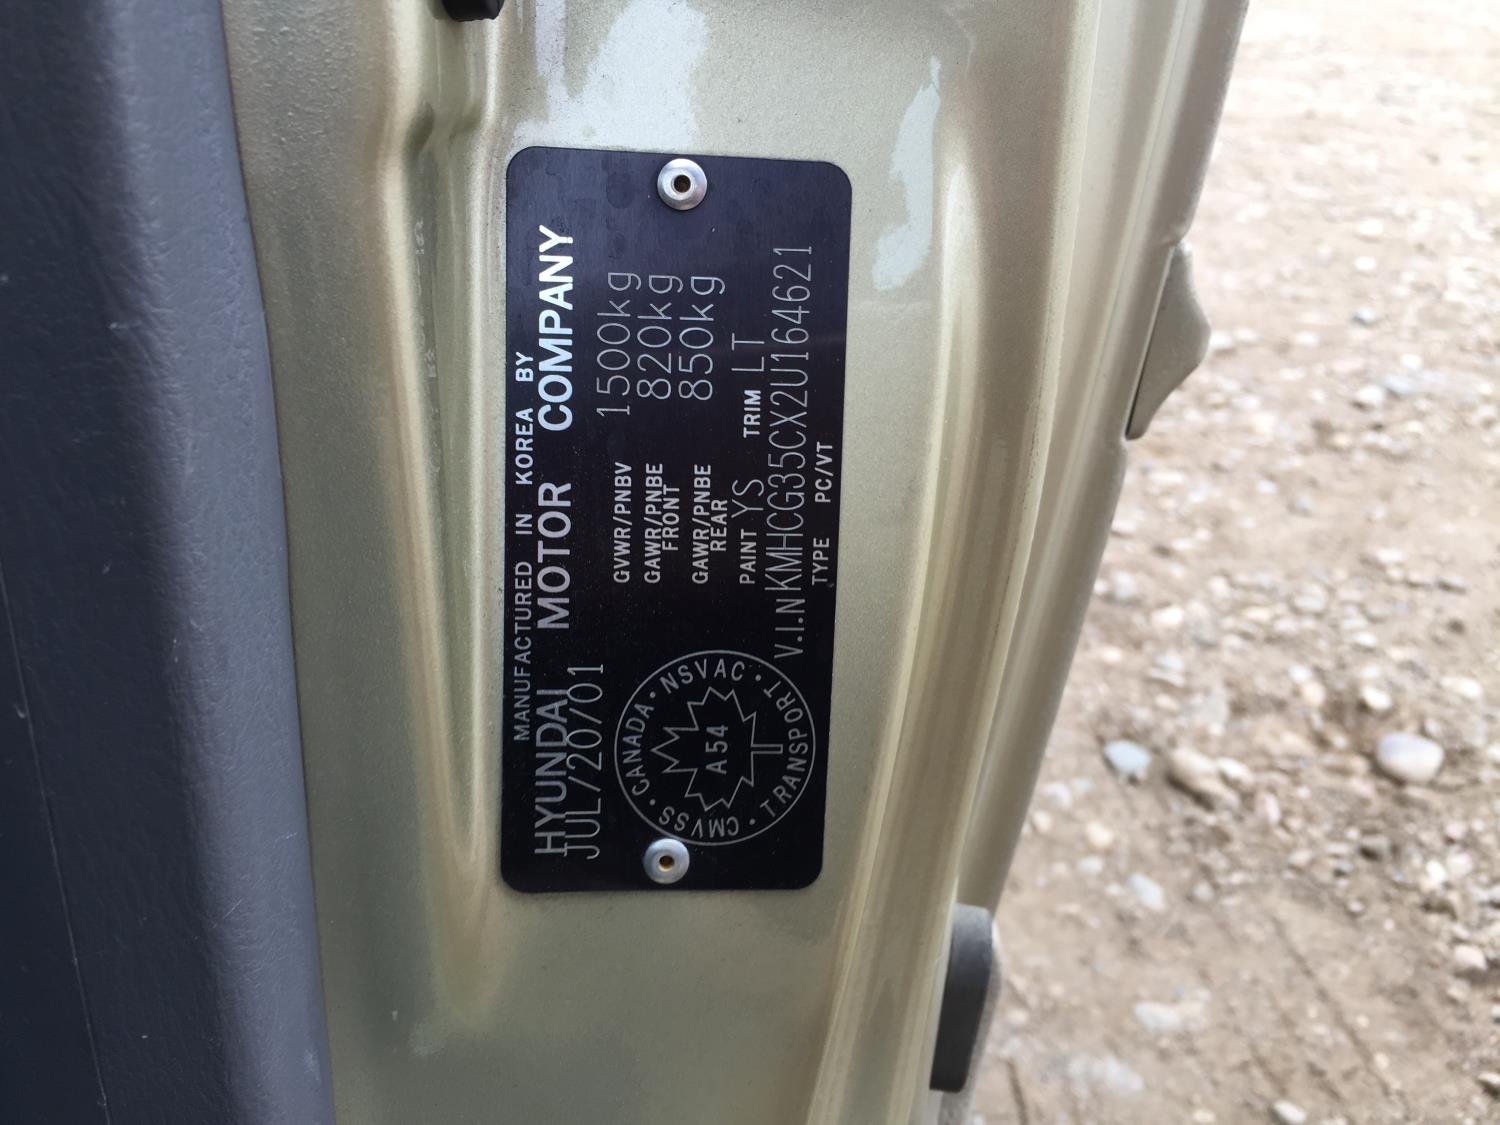 MANUFACTURED IN KOREA BY
HYUNDAI MOTOR COMPANY
JUL/20/01
GVWR/PNBV 1500kg
GAWR/PNBE FRONT 820kg
GAWR/PNBE REAR 850kg
PAINT YS TRIM LT
V.I.N KMHCG35CX2U164621
TYPE PC/VT
CANADA · NSVAC · TRANSPORT · CMVSS ·
A54